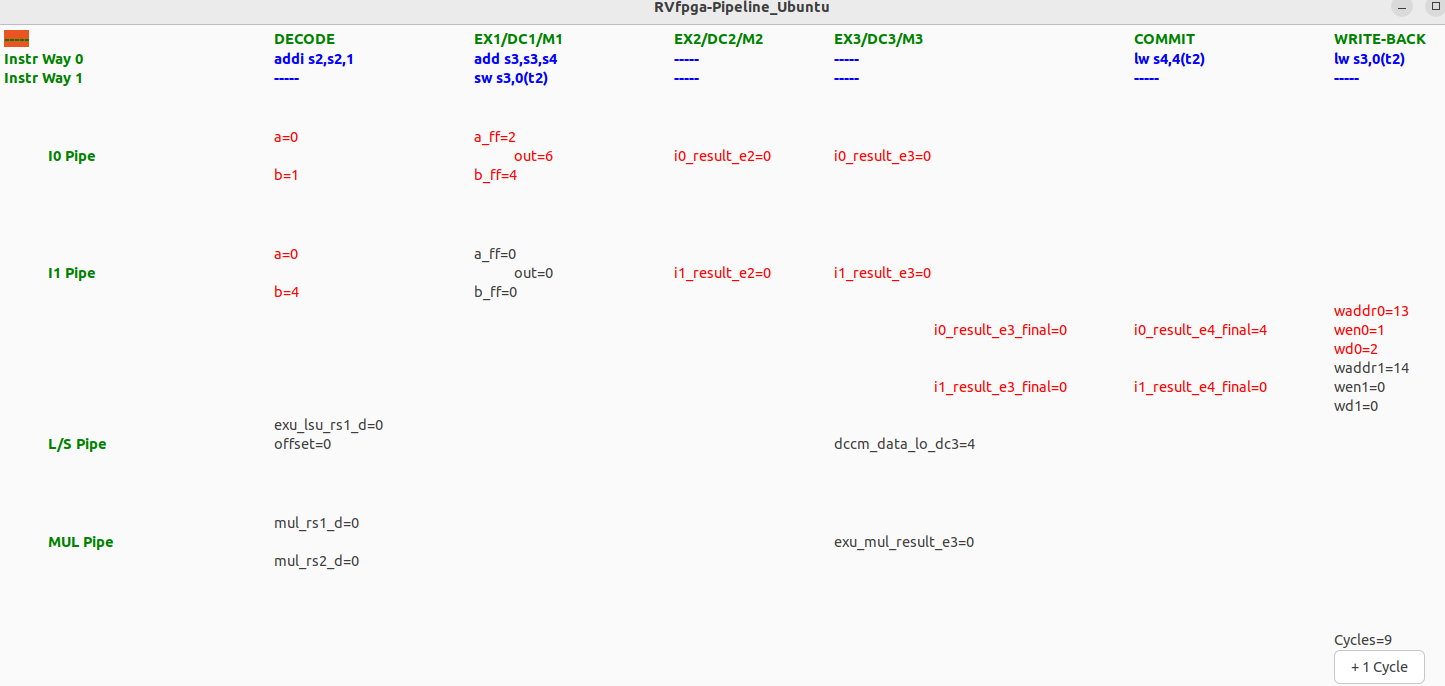 RVfpga-Pipeline_Ubuntu
----- DECODE EX1/DC1/M1 EX2/DC2/M2 EX3/DC3/M3 COMMIT WRITE-BACK
Instr Way 0 addi s2,s2,1 add s3,s3,s4 ----- ----- lw s4,4(t2) lw s3,0(t2)
Instr Way 1 ----- sw s3,0(t2) ----- ----- ----- -----
a=0 a_ff=2
I0 Pipe out=6 i0_result_e2=0 i0_result_e3=0
b=1 b_ff=4
a=0 a_ff=0
I1 Pipe out=0 i1_result_e2=0 i1_result_e3=0
b=4 b_ff=0
waddr0=13
i0_result_e3_final=0 i0_result_e4_final=4 wen0=1
wd0=2
waddr1=14
i1_result_e3_final=0 i1_result_e4_final=0 wen1=0
wd1=0
exu_lsu_rs1_d=0
L/S Pipe offset=0 dccm_data_lo_dc3=4
mul_rs1_d=0
MUL Pipe exu_mul_result_e3=0
mul_rs2_d=0
Cycles=9
+ 1 Cycle